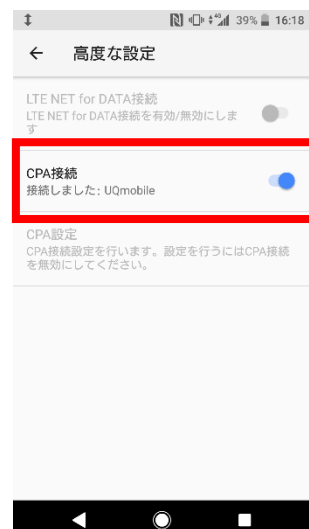 39% 16:18
高度な設定
LTE NET for DATA接続
LTE NET for DATA接続を有効/無効にしま
す
CPA接続
接続しました: UQmobile
CPA設定
CPA接続設定を行います。設定を行うにはCPA接続
を無効にしてください。